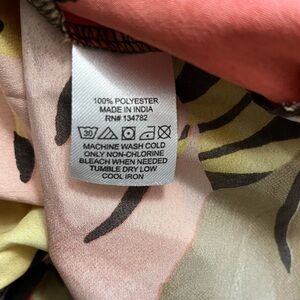 100% POLYESTER
MADE IN INDIA
RN# 134782
30
MACHINE WASH COLD
ONLY NON-CHLORINE
BLEACH WHEN NEEDED
TUMBLE DRY LOW
COOL IRON